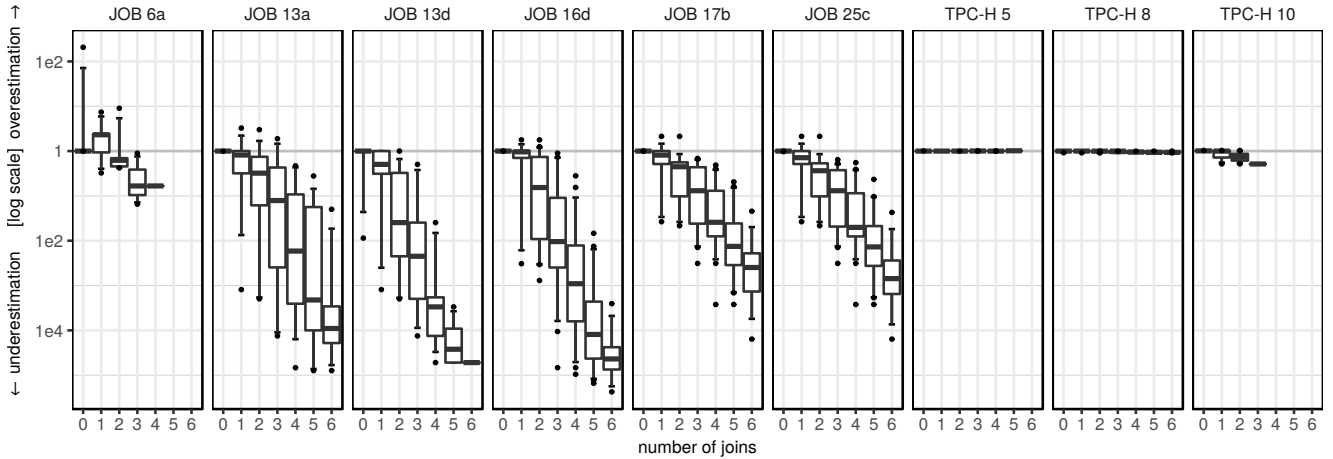 JOB 6a JOB 13a JOB 13d JOB 16d JOB 17b JOB 25c TPC-H 5 TPC-H 8 TPC-H 10
← underestimation [log scale] overestimation →
1e2
1
1e2
1e4
0 1 2 3 4 5 6 0 1 2 3 4 5 6 0 1 2 3 4 5 6 0 1 2 3 4 5 6 0 1 2 3 4 5 6 0 1 2 3 4 5 6 0 1 2 3 4 5 6 0 1 2 3 4 5 6 0 1 2 3 4 5 6
number of joins